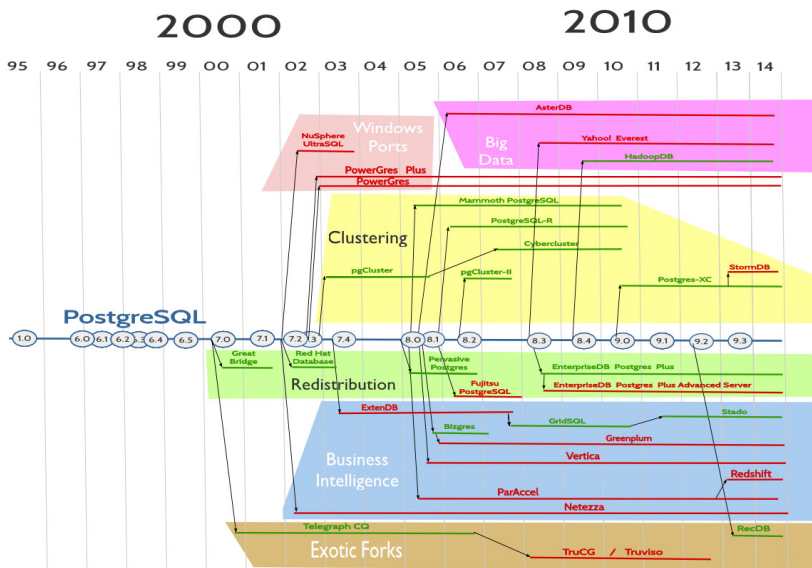 2000 2010
95 96 97 98 99 00 01 02 03 04 05 06 07 08 09 10 11 12 13 14
AsterDB
Windows
Ports
NuSphere
UltraSQL
Big
Data
Yahoo! Everest
HadoopDB
PowerGres Plus
PowerGres
Mammoth PostgreSQL
PostgreSQL-R
Clustering
Cybercluster
pgCluster
pgCluster-II
StormDB
Postgres-XC
PostgreSQL
1.0 6.0 6.1 6.2 6.3 6.4 6.5 7.0 7.1 7.2 7.3 7.4 8.0 8.1 8.2 8.3 8.4 9.0 9.1 9.2 9.3
Great
Bridge
Red Hat
Database
Pervasive
Postgres
EnterpriseDB Postgres Plus
Redistribution
Fujitsu
PostgreSQL
EnterpriseDB Postgres Plus Advanced Server
ExtenDB
GridSQL
Stado
Bizgres
Greenplum
Business
Intelligence
Vertica
Redshift
ParAccel
Netezza
Telegraph CQ
RecDB
Exotic Forks
TruCG / Truviso